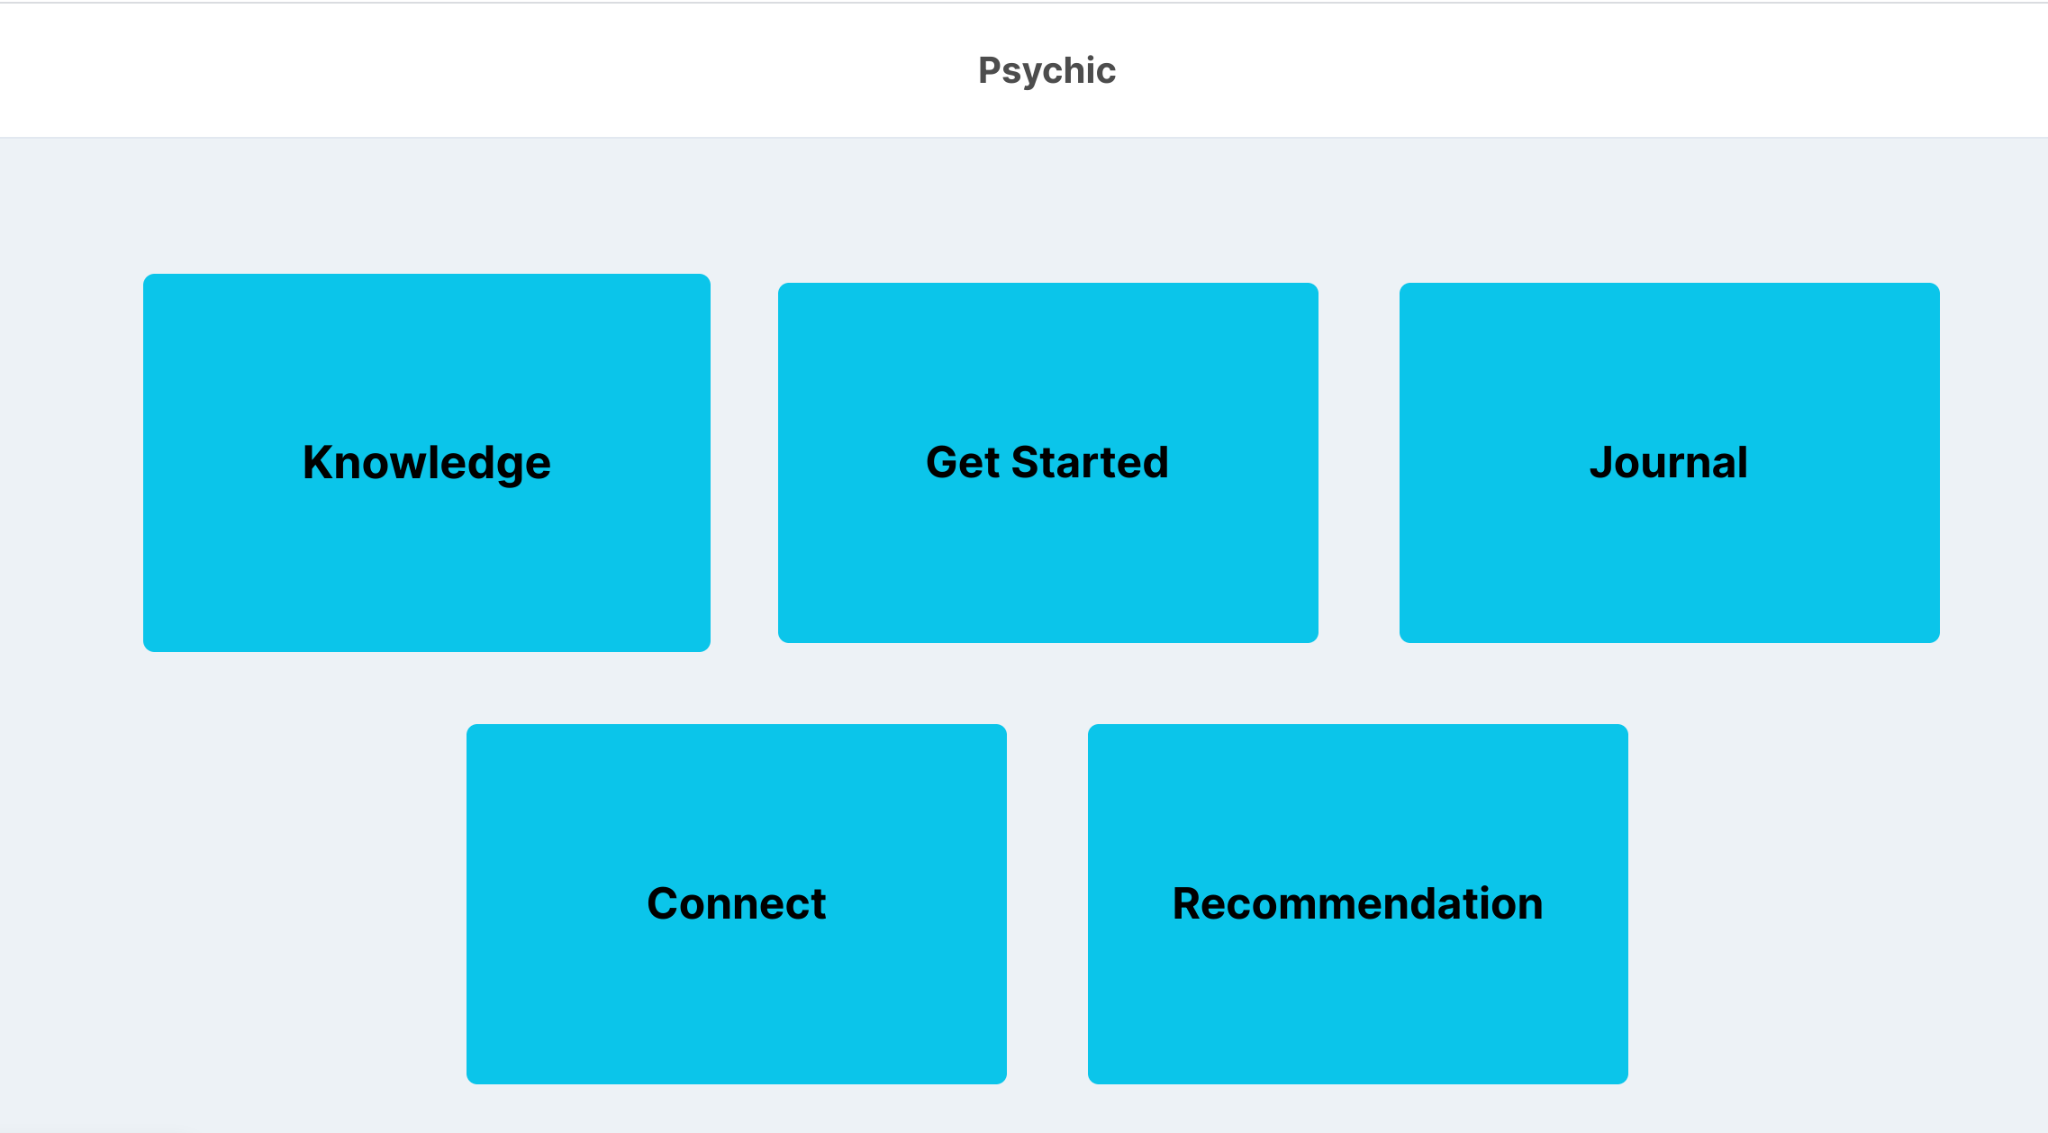 Psychic
Knowledge
Get Started
Journal
Connect
Recommendation